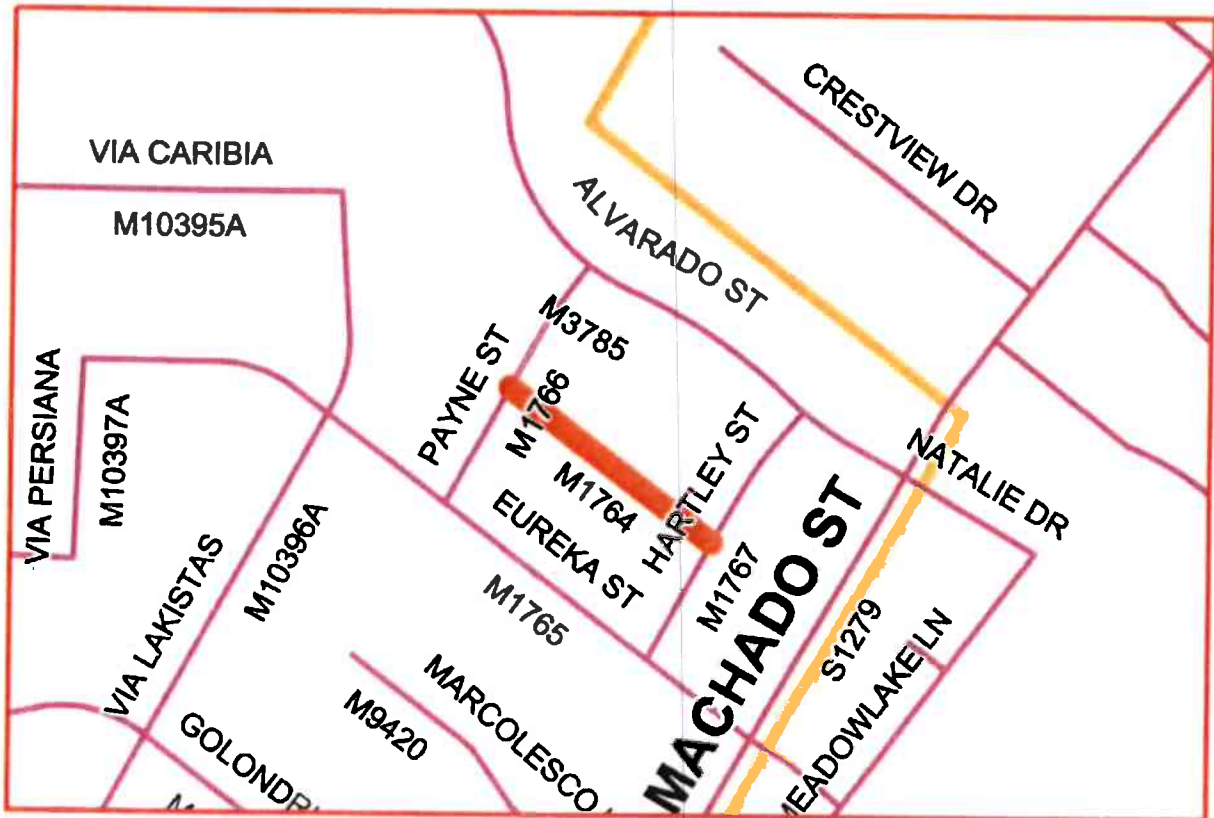 CRESTVIEW DR
VIA CARIBIA
M10395A
ALVARADO ST
M3785
PAYNE ST
M1766
VIA PERSIANA
M10397A
M1764
HARTLEY ST
NATALIE DR
EUREKA ST
M10396A
VIA LAKISTAS
M1765
M1767
MACHADO ST
S1279
MEADOWLAKE LN
MARCOLESCO
M9420
GOLONDRI